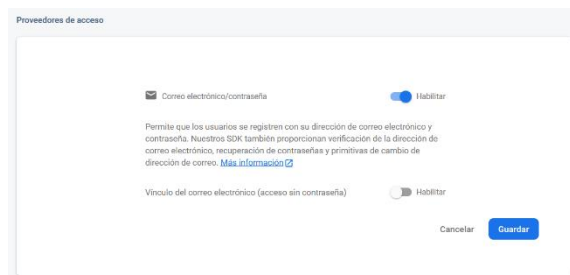 Proveedores de acceso
Correo electrónico/contraseña Habilitar
Permite que los usuarios se registren con su dirección de correo electrónico y
contraseña. Nuestros SDK también proporcionan verificación de la dirección de
correo electrónico, recuperación de contraseñas y primitivas de cambio de
dirección de correo. Más información
Vínculo del correo electrónico (acceso sin contraseña) Habilitar
Cancelar Guardar